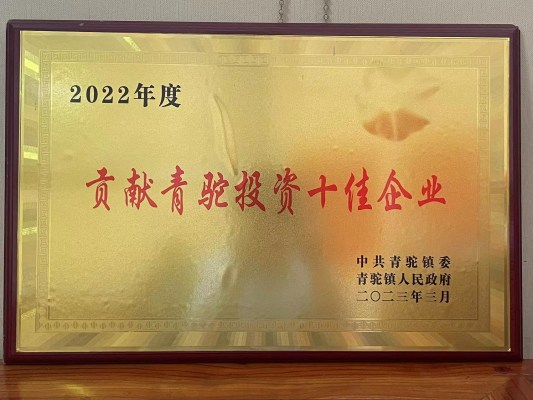 2022年度
贡献青驼投资十佳企业
中共青驼镇委
青驼镇人民政府
二〇二三年三月